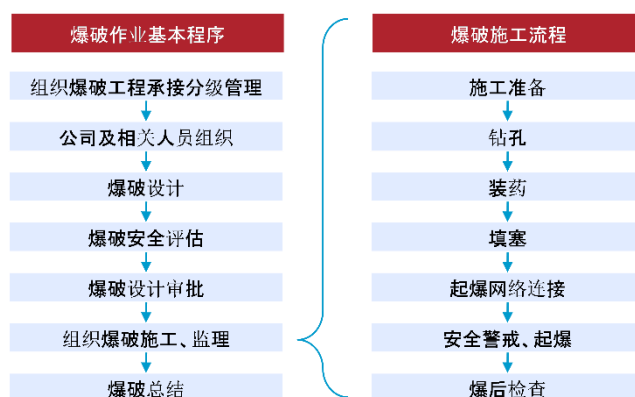 爆破作业基本程序
组织爆破工程承接分级管理
公司及相关人员组织
爆破设计
爆破安全评估
爆破设计审批
组织爆破施工、监理
爆破总结
爆破施工流程
施工准备
钻孔
装药
填塞
起爆网络连接
安全警戒、起爆
爆后检查